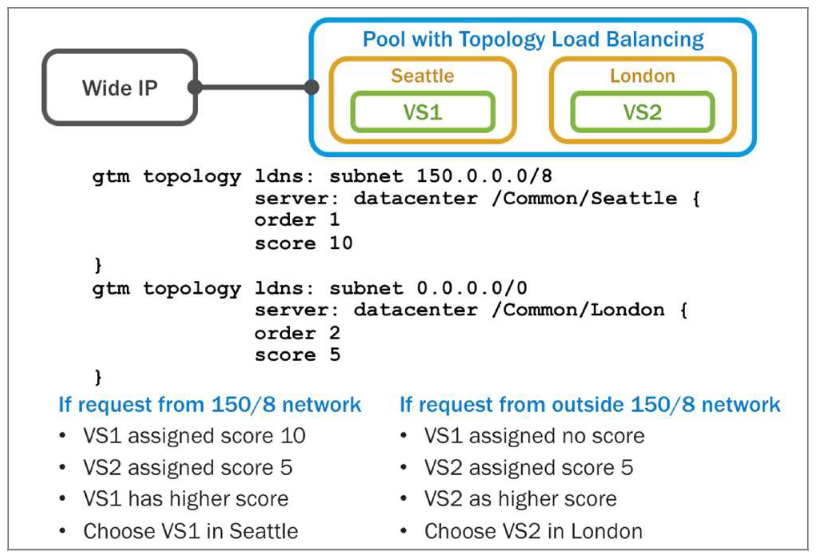 Pool with Topology Load Balancing
Wide IP
Seattle
London
VS1
VS2
gtm topology ldns: subnet 150.0.0.0/8
server: datacenter /Common/Seattle {
order 1
score 10
}
gtm topology ldns: subnet 0.0.0.0/0
server: datacenter /Common/London {
order 2
score 5
}
If request from 150/8 network
• VS1 assigned score 10
• VS2 assigned score 5
• VS1 has higher score
• Choose VS1 in Seattle
If request from outside 150/8 network
• VS1 assigned no score
• VS2 assigned score 5
• VS2 as higher score
• Choose VS2 in London